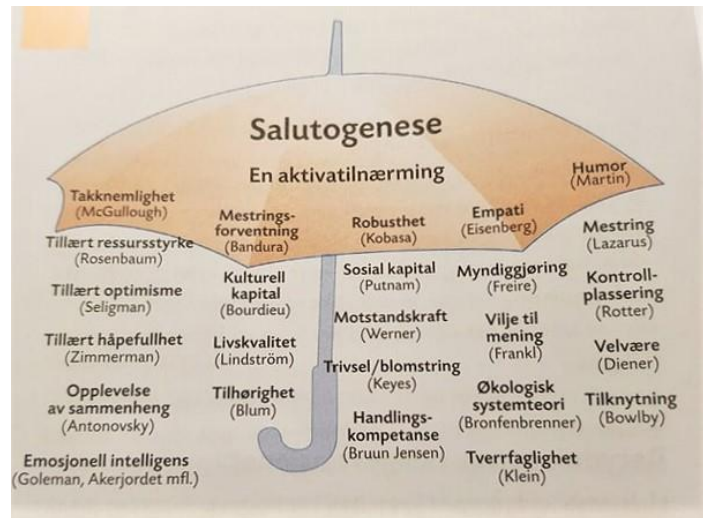 Salutogenese
En aktivatilnærming
Takknemlighet
(McGullough)
Tillært ressursstyrke
(Rosenbaum)
Tillært optimisme
(Seligman)
Tillært håpefullhet
(Zimmerman)
Opplevelse
av sammenheng
(Antonovsky)
Emosjonell intelligens
(Goleman, Akerjordet mfl.)
Mestrings-
forventning
(Bandura)
Kulturell
kapital
(Bourdieu)
Livskvalitet
(Lindström)
Tilhørighet
(Blum)
Robusthet
(Kobasa)
Sosial kapital
(Putnam)
Motstandskraft
(Werner)
Trivsel/blomstring
(Keyes)
Handlings-
kompetanse
(Bruun Jensen)
Empati
(Eisenberg)
Myndiggjøring
(Freire)
Vilje til
mening
(Frankl)
Økologisk
systemteori
(Bronfenbrenner)
Tverrfaglighet
(Klein)
Humor
(Martin)
Mestring
(Lazarus)
Kontroll-
plassering
(Rotter)
Velvære
(Diener)
Tilknytning
(Bowlby)